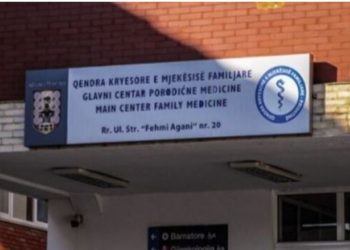 QENDRA KRYESORE E MJEKËSISË FAMILJARE
GLAVNI CENTAR PORODIČNE MEDICINE
MAIN CENTER FAMILY MEDICINE
Rr. Ul. Str. "Fehmi Agani" nr. 20
Barnatore